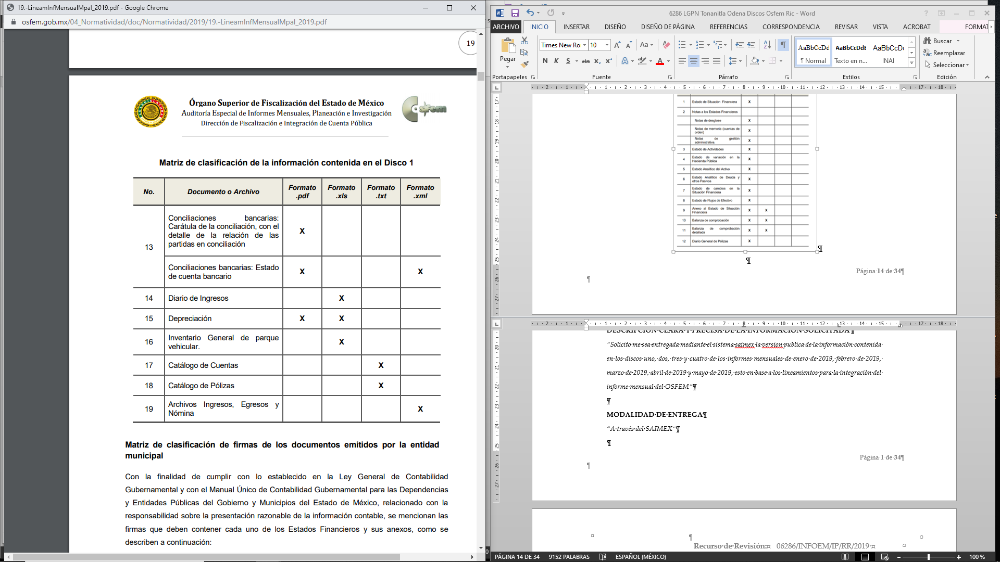 19.-LineamInfMensualMpal_2019.pdf - Google Chrome
osfem.gob.mx/04_Normatividad/doc/Normatividad/2019/19.-LineamInfMensualMpal_2019.pdf
19
Órgano Superior de Fiscalización del Estado de México
Auditoría Especial de Informes Mensuales, Planeación e Investigación
Dirección de Fiscalización e Integración de Cuenta Pública
osfem
Matriz de clasificación de la información contenida en el Disco 1
No. Documento o Archivo Formato .pdf Formato .xls Formato .txt Formato .xml
13 Conciliaciones bancarias:
Carátula de la conciliación, con el
detalle de la relación de las
partidas en conciliación X
Conciliaciones bancarias: Estado
de cuenta bancario X X
14 Diario de Ingresos X
15 Depreciación X X
16 Inventario General de parque
vehicular. X
17 Catálogo de Cuentas X
18 Catálogo de Pólizas X
19 Archivos Ingresos, Egresos y
Nómina X
Matriz de clasificación de firmas de los documentos emitidos por la entidad
municipal
Con la finalidad de cumplir con lo establecido en la Ley General de Contabilidad
Gubernamental y con el Manual Único de Contabilidad Gubernamental para las Dependencias
y Entidades Públicas del Gobierno y Municipios del Estado de México, relacionado con la
responsabilidad sobre la presentación razonable de la información contable, se mencionan las
firmas que deben contener cada uno de los Estados Financieros y sus anexos, como se
describen a continuación:
6286 LGPN Tonanitla Odena Discos Osfem Ric - Word
ARCHIVO INICIO INSERTAR DISEÑO DISEÑO DE PÁGINA REFERENCIAS CORRESPONDENCIA REVISAR VISTA ACROBAT FORMAT
Pegar
Times New Ro 10
N K S abc x₂ x²
AaBbCcDd AaBbCcDdE AaBbCcDd
¶ Normal Texto en n... INAI
Buscar
Reemplazar
Seleccionar
Portapapeles Fuente Párrafo Estilos Edición
1 Estado de Situación Financiera X
2 Notas a los Estados Financieros
Notas de desglose X
Notas de memoria (cuentas de
orden) X
Notas de gestión
administrativa. X
3 Estado de Actividades X
4 Estado de variación en la
Hacienda Pública X
5 Estado Analítico del Activo X
6 Estado Analítico de Deuda y
otros Pasivos X
7 Estado de cambios en la
Situación Financiera X
8 Estado de Flujos de Efectivo X
9 Anexo al Estado de Situación
Financiera X X
10 Balanza de comprobación X X
11 Balanza de comprobación
detallada X X
12 Diario General de Pólizas X
¶
¶
Página 14 de 34¶
¶
DESCRIPCIÓN CLARA Y PRECISA DE LA INFORMACIÓN SOLICITADA¶
“Solicito me sea entregada mediante el sistema saimex la version publica de la información contenida
en los discos uno, dos, tres y cuatro de los informes mensuales de enero de 2019, febrero de 2019,
marzo de 2019, abril de 2019 y mayo de 2019, esto en base a los lineamientos para la integración del
informe mensual del OSFEM”¶
¶
MODALIDAD DE ENTREGA¶
“A través del SAIMEX”¶
¶
Página 1 de 34¶
¶
¶
Recurso de Revisión:¤ 06286/INFOEM/IP/RR/2019 ¤
PÁGINA 14 DE 34 9152 PALABRAS ESPAÑOL (MÉXICO) 100 %